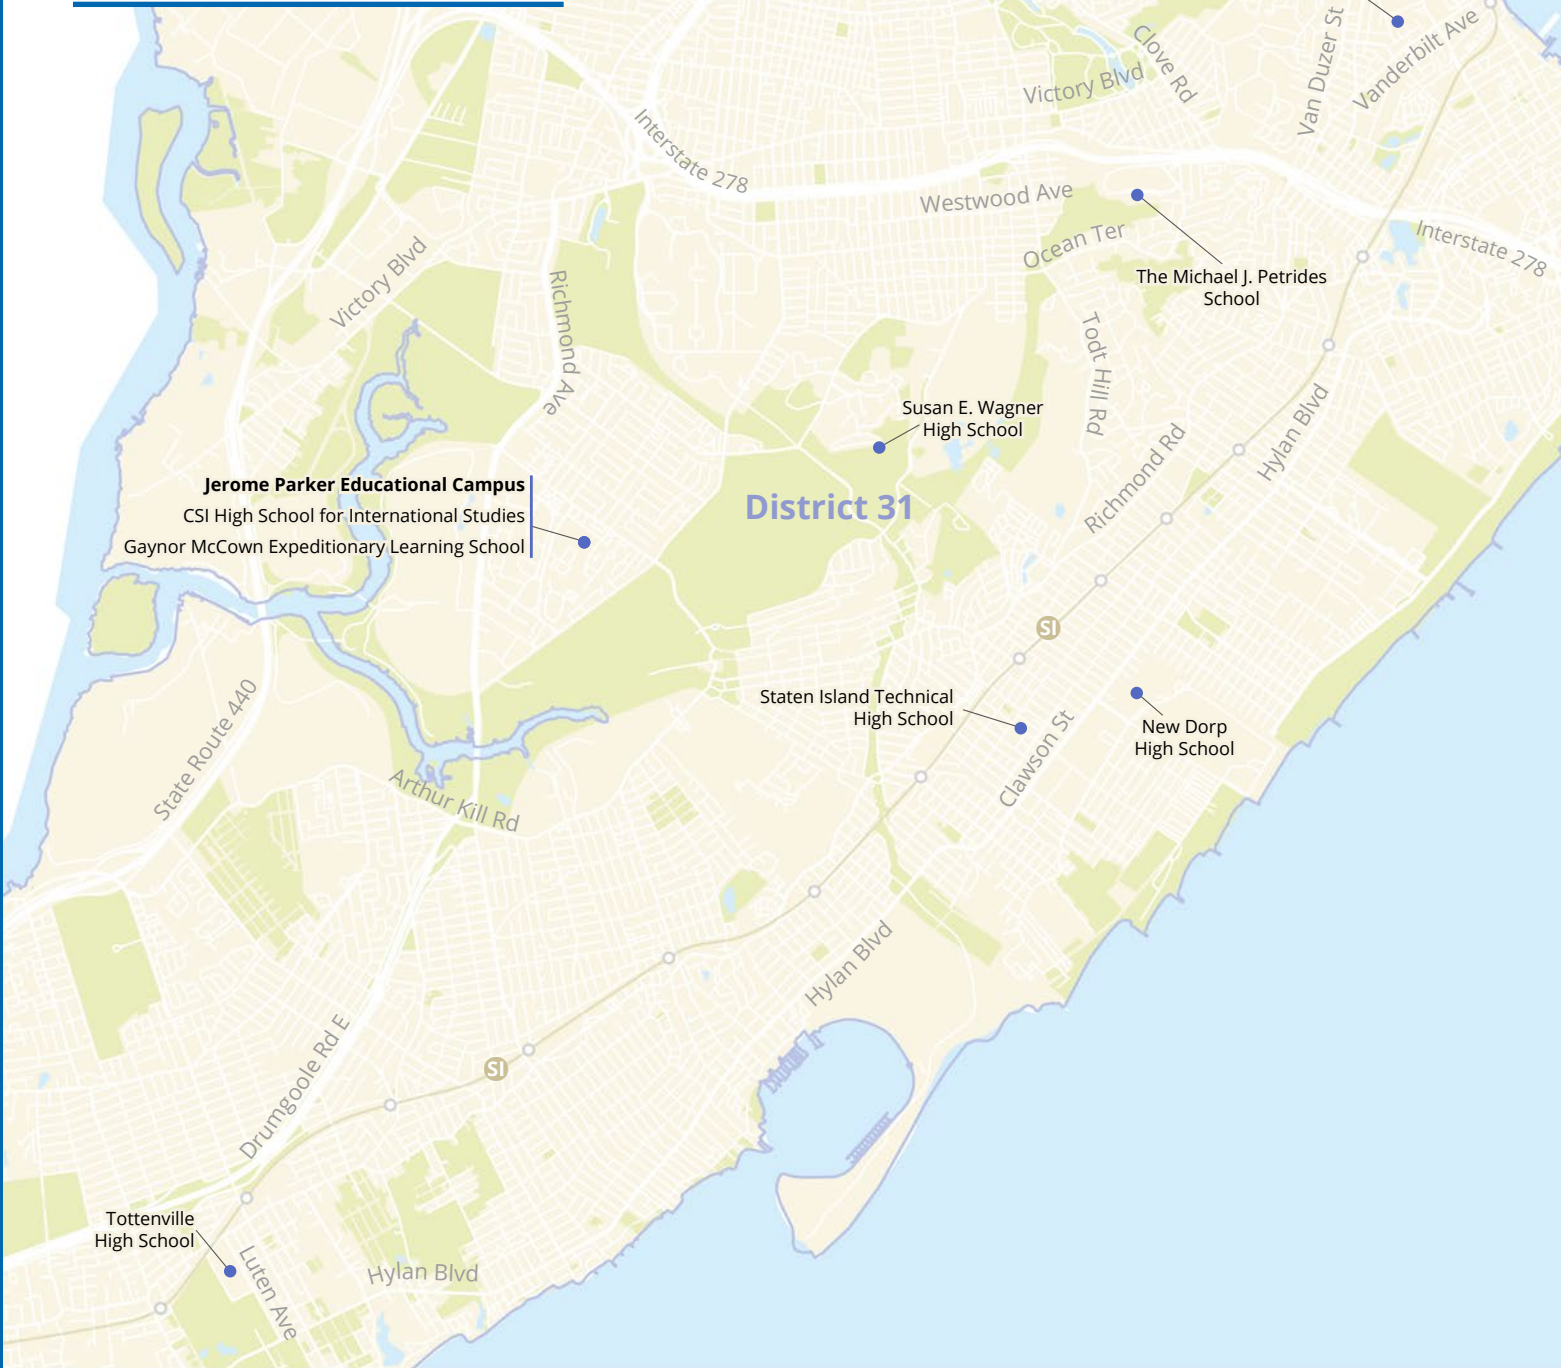 Clove Rd
Van Duzer St
Vanderbilt Ave
Victory Blvd
Interstate 278
Westwood Ave
Ocean Ter
Interstate 278
The Michael J. Petrides
School
Victory Blvd
Richmond Ave
Todt Hill Rd
Susan E. Wagner
High School
Hylan Blvd
Richmond Rd
District 31
Jerome Parker Educational Campus
CSI High School for International Studies
Gaynor McCown Expeditionary Learning School
SI
State Route 440
Staten Island Technical
High School
New Dorp
High School
Clawson St
Arthur Kill Rd
Hylan Blvd
Drumgoole Rd E
SI
Tottenville
High School
Luten Ave
Hylan Blvd